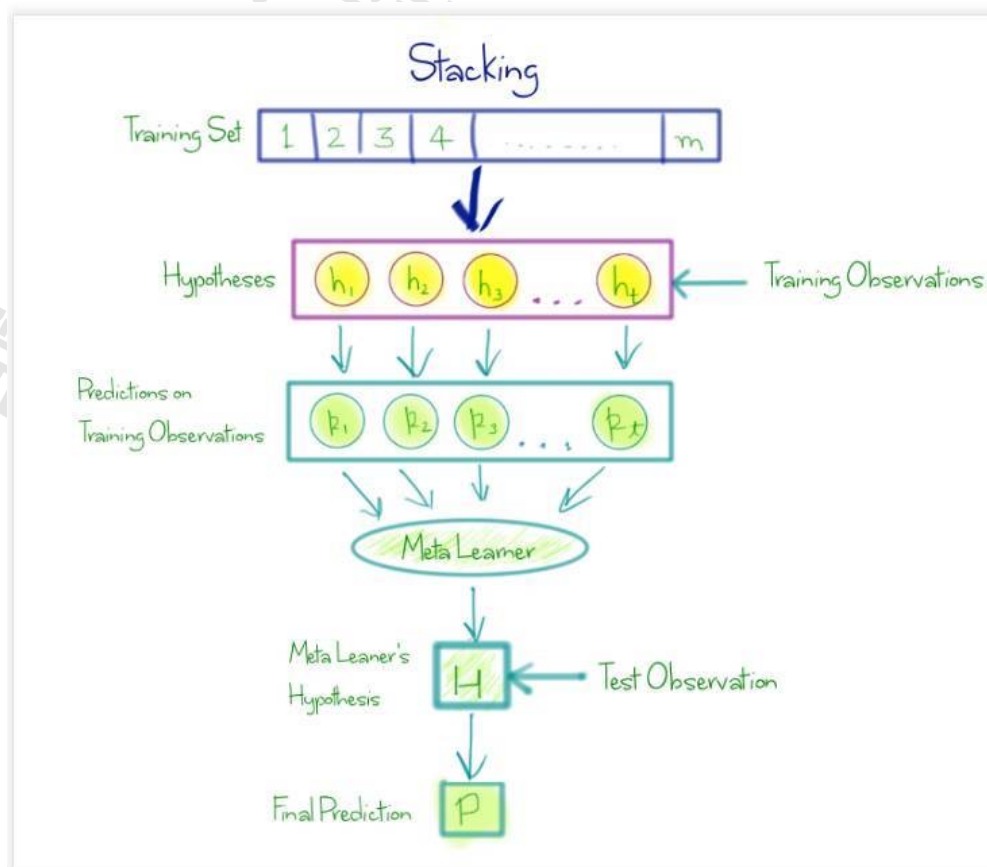 Stacking
Training Set 1 2 3 4 ......... m
Hypotheses h₁ h₂ h₃ ... hₜ Training Observations
Predictions on
Training Observations p₁ p₂ p₃ ... pₜ
Meta Learner
Meta Leaner's
Hypothesis H Test Observation
Final Prediction P